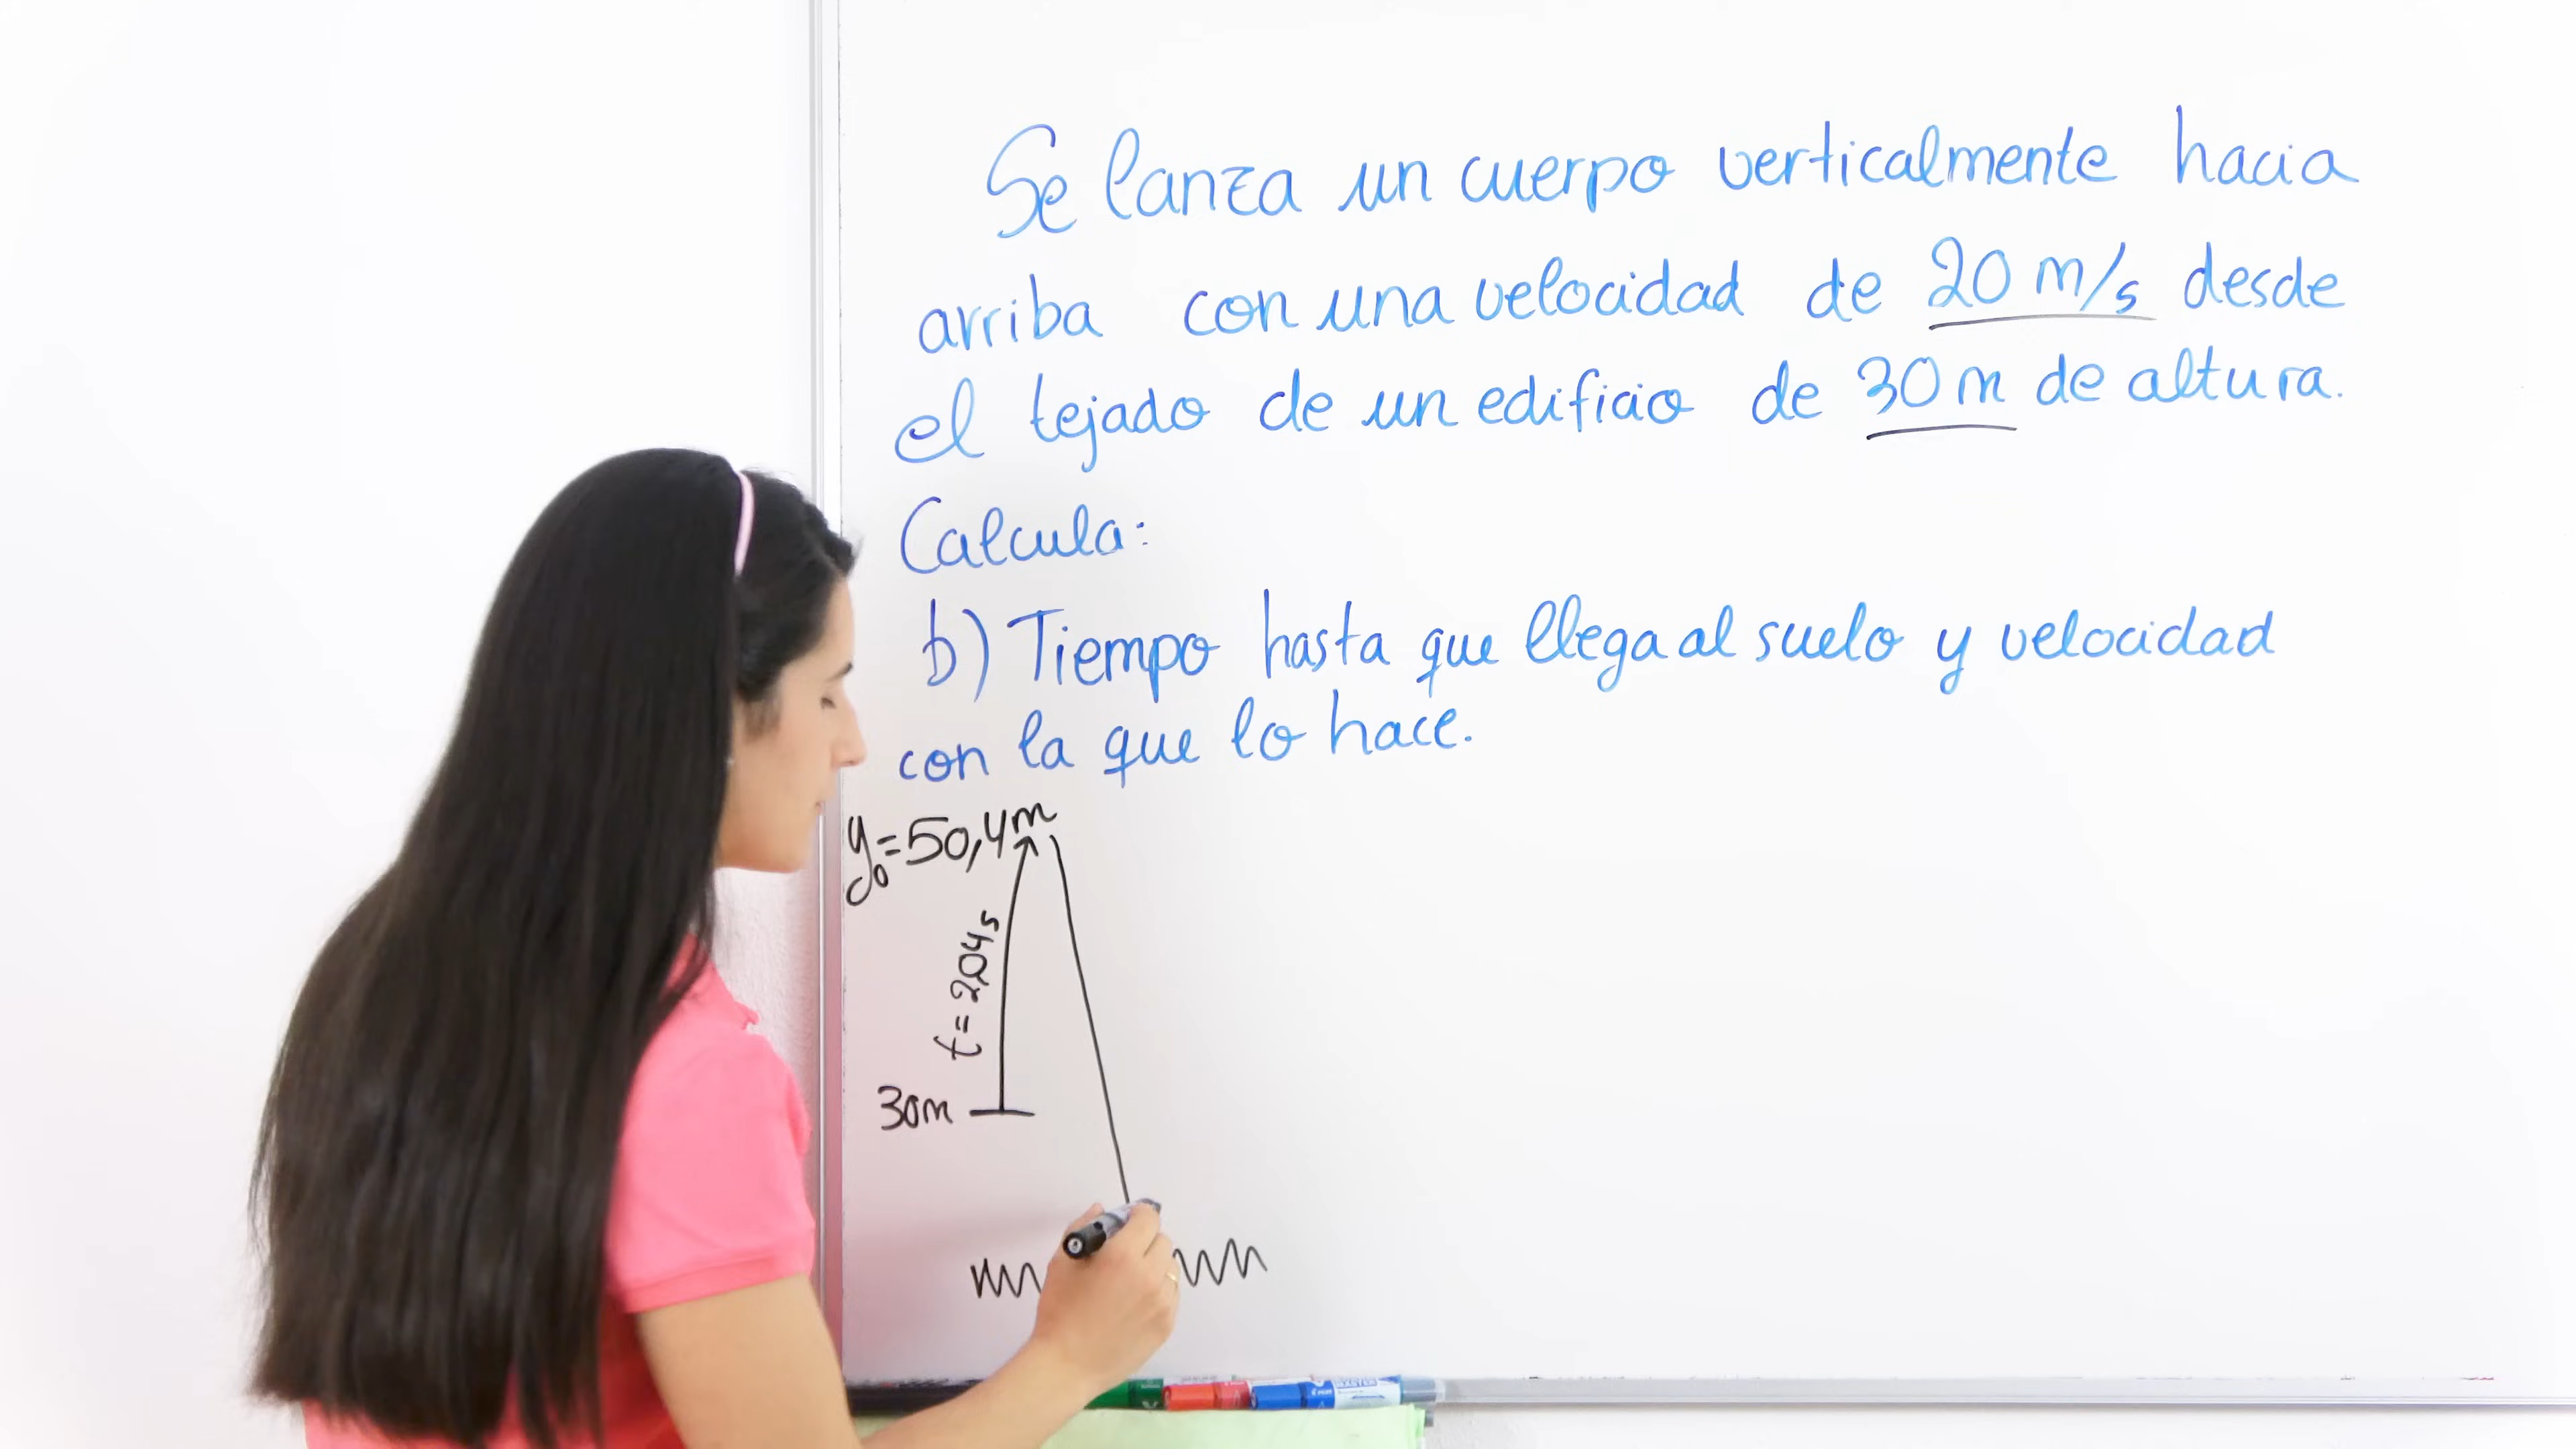 Se lanza un cuerpo verticalmente hacia
arriba con una velocidad de 20 m/s desde
el tejado de un edificio de 30 m de altura.
Calcula:
b) Tiempo hasta que llega al suelo y velocidad
con la que lo hace.
y₀=50,4m
t=2,04s
30m